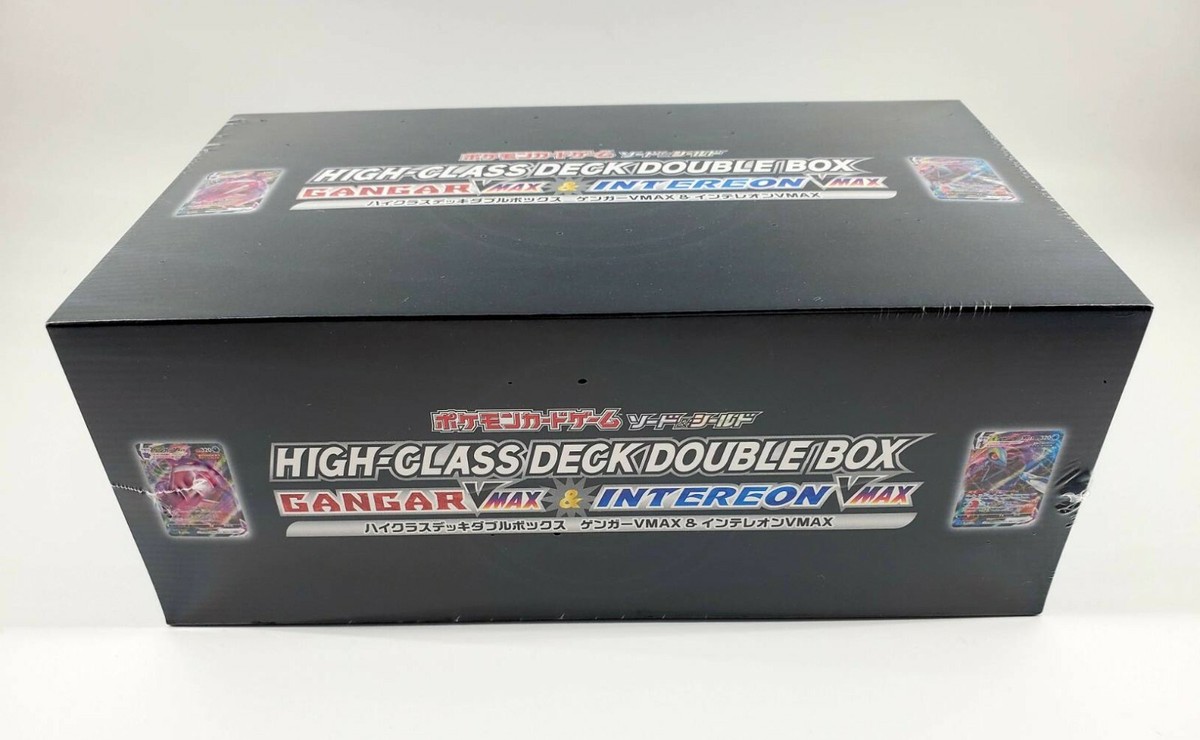 ポケモンカードゲーム ソード&シールド
HIGH-CLASS DECK DOUBLE BOX
GANGAR VMAX & INTEREON VMAX
ハイクラスデッキダブルボックス ゲンガーVMAX & インテレオンVMAX
ポケモンカードゲーム ソード&シールド
HIGH-CLASS DECK DOUBLE BOX
GANGAR VMAX & INTEREON VMAX
ハイクラスデッキダブルボックス ゲンガーVMAX & インテレオンVMAX
320